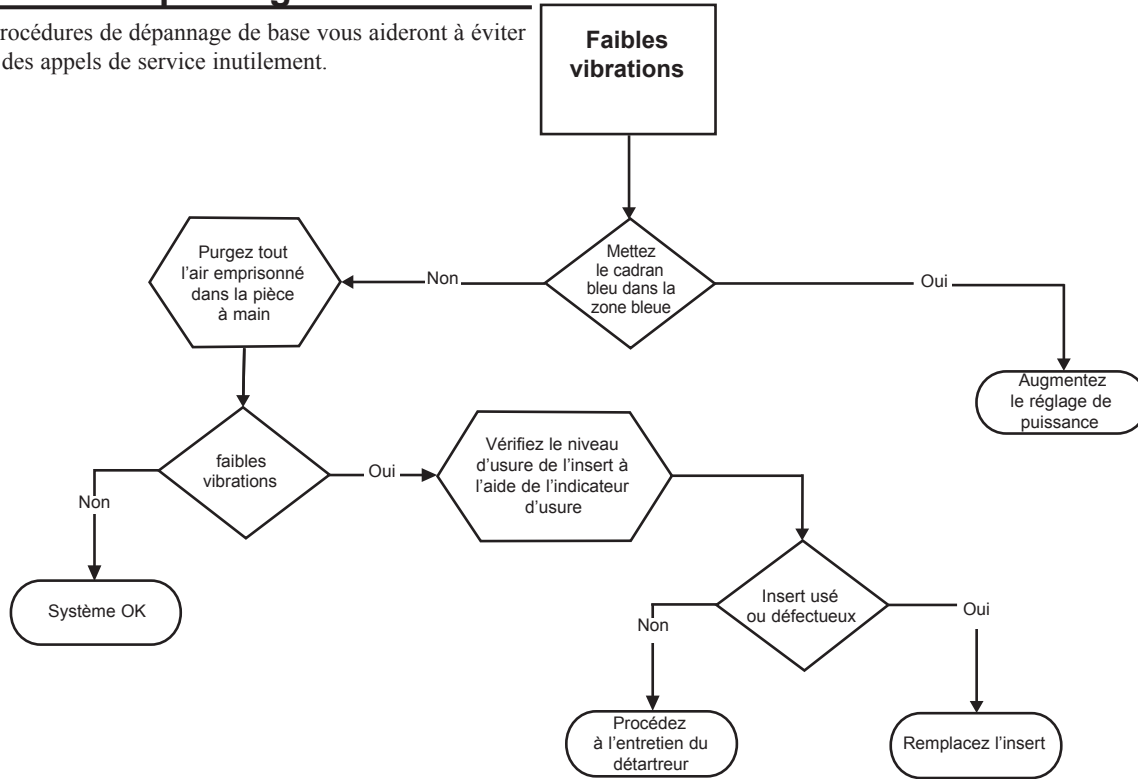 rocédures de dépannage de base vous aideront à éviter
des appels de service inutilement.
Faibles
vibrations
Mettez
le cadran
bleu dans la
zone bleue
Non
Oui
Purgez tout
l’air emprisonné
dans la pièce
à main
Augmentez
le réglage de
puissance
faibles
vibrations
Non
Oui
Vérifiez le niveau
d’usure de l’insert à
l’aide de l’indicateur
d’usure
Système OK
Insert usé
ou défectueux
Non
Oui
Procédez
à l’entretien du
détartreur
Remplacez l’insert